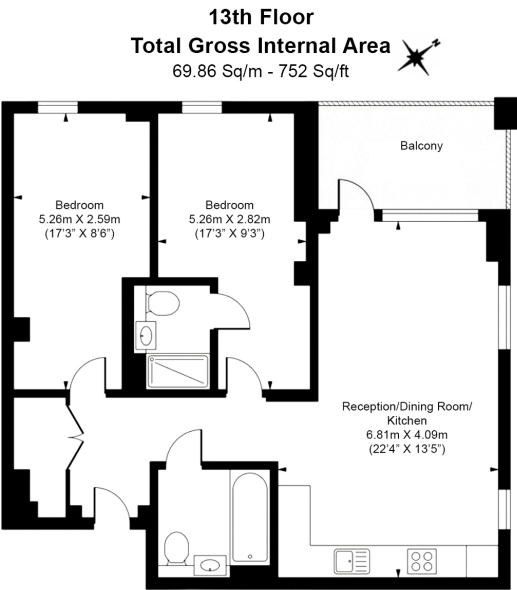 13th Floor
Total Gross Internal Area
N
69.86 Sq/m - 752 Sq/ft
Balcony
Bedroom
5.26m X 2.59m
(17'3" X 8'6")
Bedroom
5.26m X 2.82m
(17'3" X 9'3")
Reception/Dining Room/
Kitchen
6.81m X 4.09m
(22'4" X 13'5")